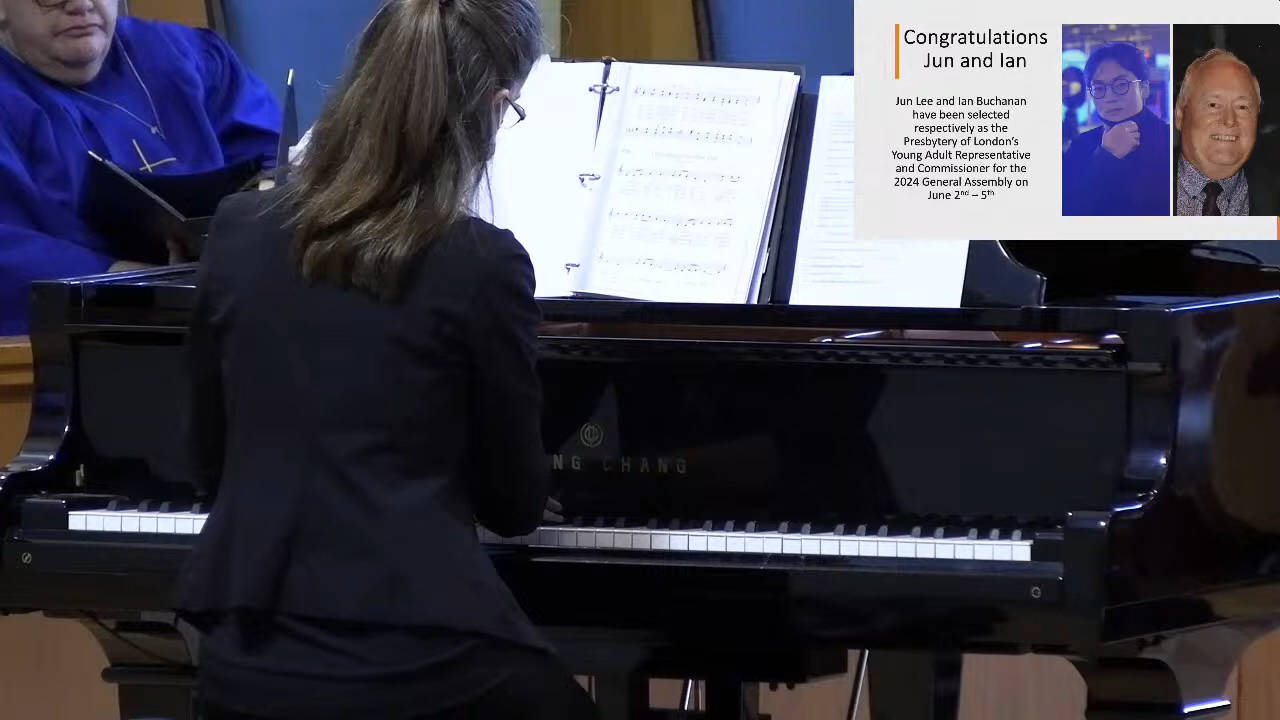 Congratulations
Jun and Ian
Jun Lee and Ian Buchanan
have been selected
respectively as the
Presbytery of London's
Young Adult Representative
and Commissioner for the
2024 General Assembly on
June 2nd – 5th
NG CHANG